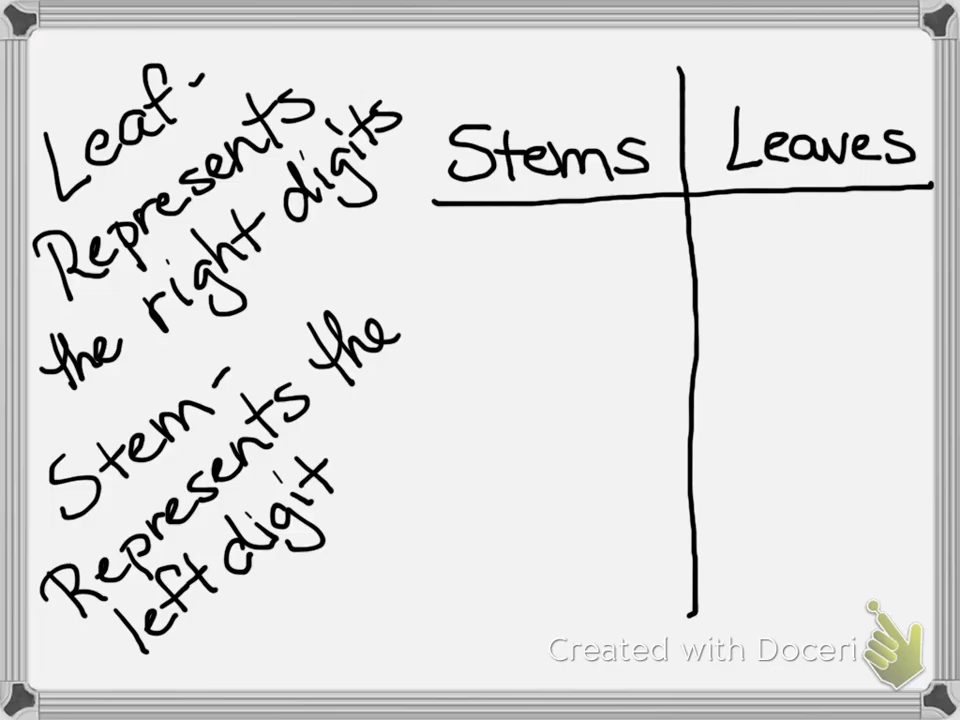 Leaf -
Represents
the right digits
Stem -
Represents the
left digit
Stems Leaves
Created with Doceri